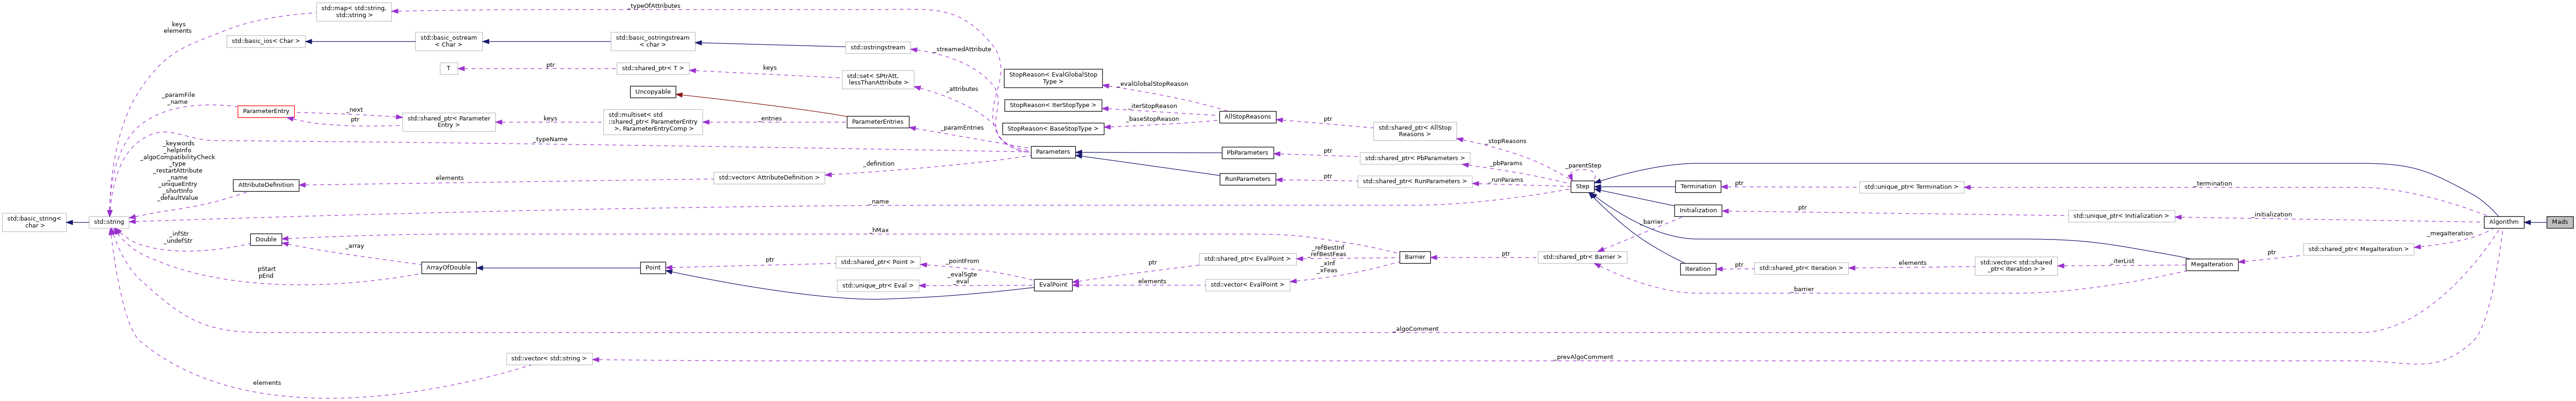 std::map< std::string,
std::string >
_typeOfAttributes
keys
elements
std::basic_ios< Char >
std::basic_ostream
< Char >
std::basic_ostringstream
< char >
std::ostringstream
_streamedAttribute
T
ptr
std::shared_ptr< T >
keys
std::set< SPtrAtt,
lessThanAttribute >
_attributes
StopReason< EvalGlobalStop
Type >
_evalGlobalStopReason
Uncopyable
_paramFile
_name
ParameterEntry
_next
ptr
std::shared_ptr< Parameter
Entry >
keys
std::multiset< std
::shared_ptr< ParameterEntry
>, ParameterEntryComp >
_entries
ParameterEntries
_paramEntries
StopReason< IterStopType >
_iterStopReason
StopReason< BaseStopType >
_baseStopReason
AllStopReasons
ptr
std::shared_ptr< AllStop
Reasons >
_stopReasons
_typeName
Parameters
PbParameters
ptr
std::shared_ptr< PbParameters >
_pbParams
_keywords
_helpInfo
_algoCompatibilityCheck
_type
_restartAttribute
_name
_uniqueEntry
_shortInfo
_defaultValue
AttributeDefinition
elements
std::vector< AttributeDefinition >
_definition
RunParameters
ptr
std::shared_ptr< RunParameters >
_runParams
_parentStep
Step
Termination
ptr
std::unique_ptr< Termination >
_termination
_name
Initialization
ptr
std::unique_ptr< Initialization >
_initialization
std::basic_string<
char >
std::string
_barrier
Algorithm
Mads
_infStr
_undefStr
Double
_hMax
_array
_megaIteration
pStart
pEnd
ArrayOfDouble
Point
ptr
std::shared_ptr< Point >
_pointFrom
_evalSgte
_eval
std::unique_ptr< Eval >
EvalPoint
ptr
elements
std::shared_ptr< EvalPoint >
std::vector< EvalPoint >
_refBestInf
_refBestFeas
_xInf
_xFeas
Barrier
ptr
std::shared_ptr< Barrier >
Iteration
ptr
std::shared_ptr< Iteration >
elements
std::vector< std::shared
_ptr< Iteration > >
_iterList
MegaIteration
ptr
std::shared_ptr< MegaIteration >
_barrier
_algoComment
std::vector< std::string >
_prevAlgoComment
elements